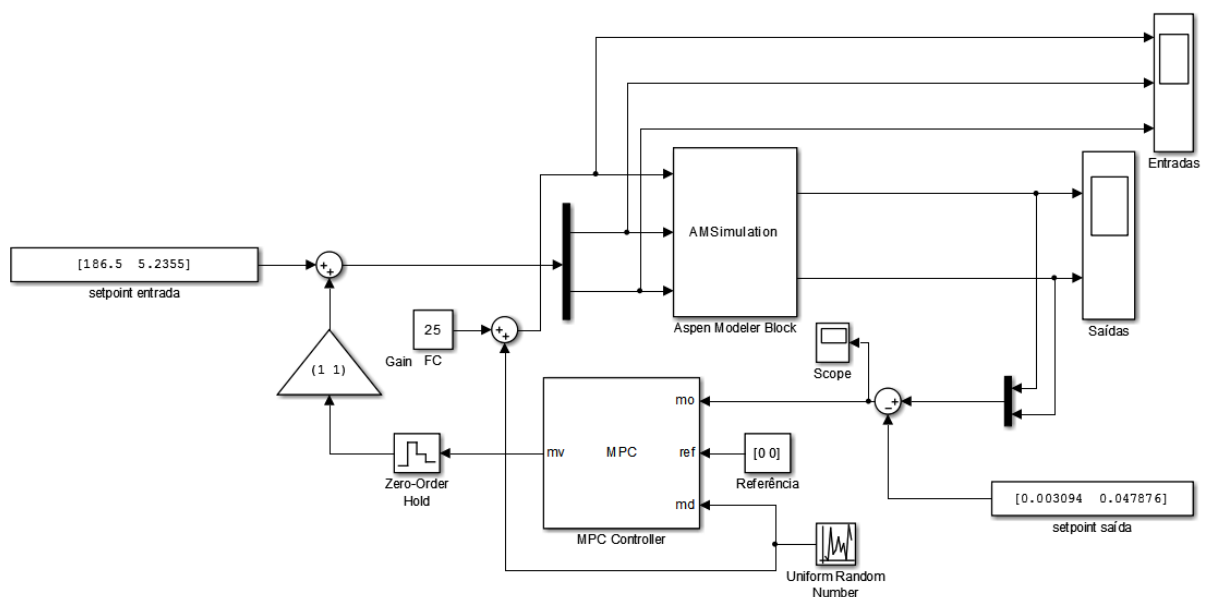 Entradas
AMSimulation
[186.5 5.2355]
setpoint entrada
Aspen Modeler Block
Saídas
25
Gain FC
(1 1)
Scope
mo
mv MPC ref
[0 0]
Referência
md
Zero-Order
Hold
MPC Controller
[0.003094 0.047876]
setpoint saída
Uniform Random
Number